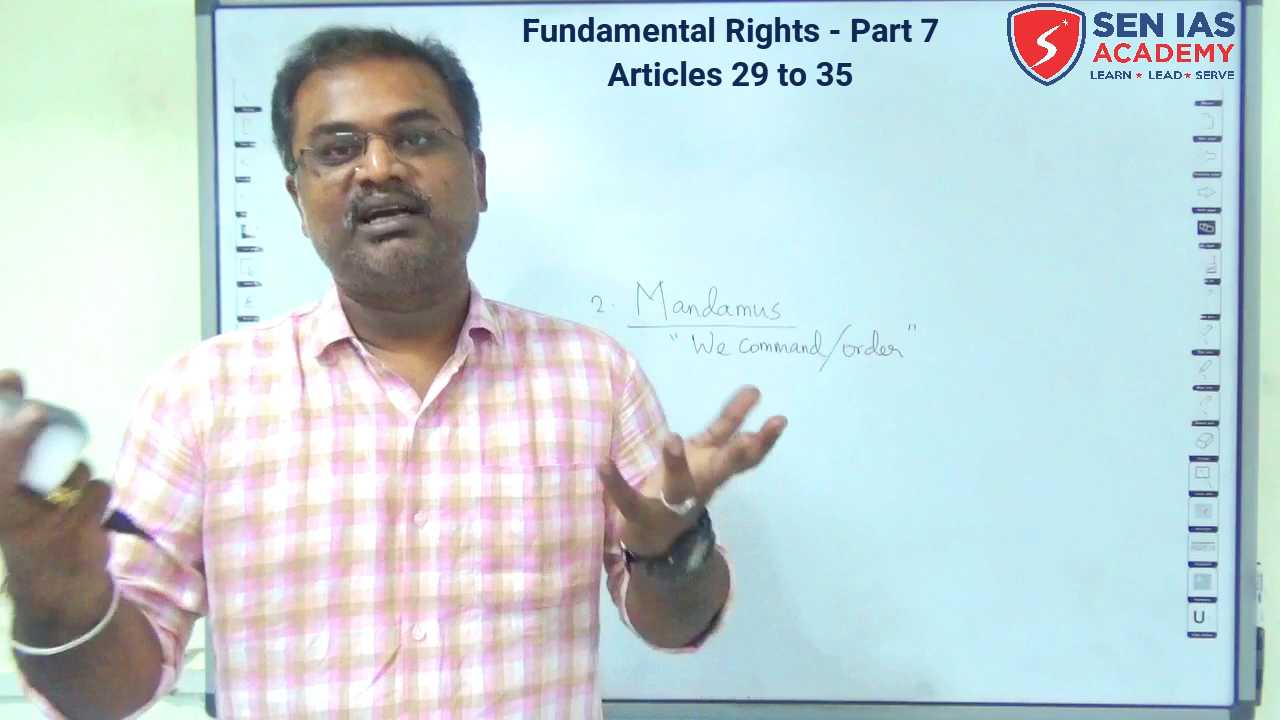 Fundamental Rights - Part 7
Articles 29 to 35
SEN IAS
ACADEMY
LEARN ★ LEAD ★ SERVE
2. Mandamus
"We command/order"
U